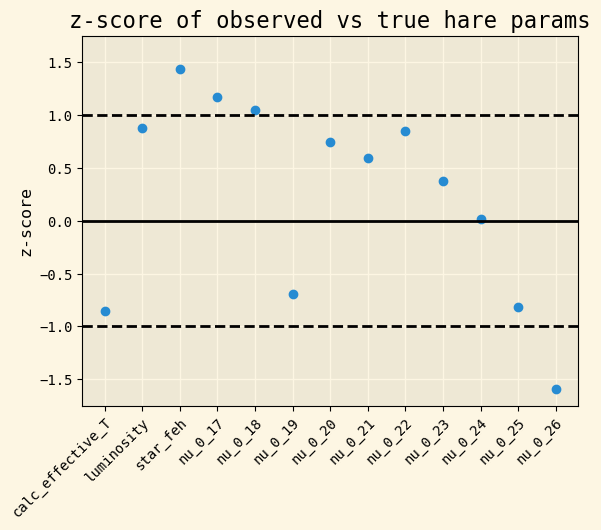 z-score of observed vs true hare params
z-score
1.5
1.0
0.5
0.0
−0.5
−1.0
−1.5
calc_effective_T
luminosity
star_feh
nu_0_17
nu_0_18
nu_0_19
nu_0_20
nu_0_21
nu_0_22
nu_0_23
nu_0_24
nu_0_25
nu_0_26